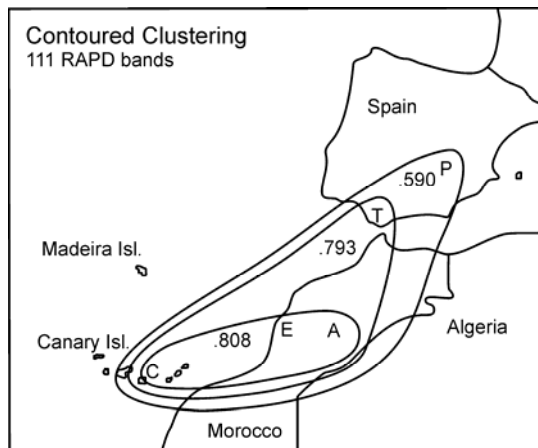 Contoured Clustering
111 RAPD bands
Spain
P
.590
T
.793
Madeira Isl.
E
A
Algeria
.808
Canary Isl.
C
Morocco